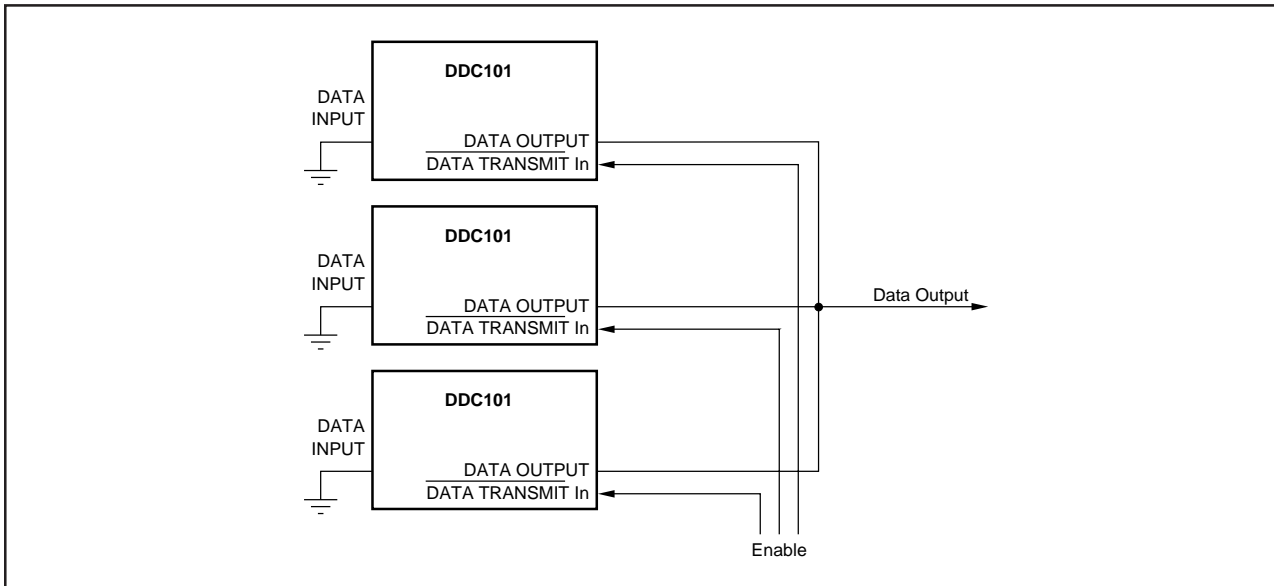 DDC101
DATA
INPUT
DATA OUTPUT
DATA TRANSMIT In
DDC101
DATA
INPUT
DATA OUTPUT
DATA TRANSMIT In
Data Output
DDC101
DATA
INPUT
DATA OUTPUT
DATA TRANSMIT In
Enable